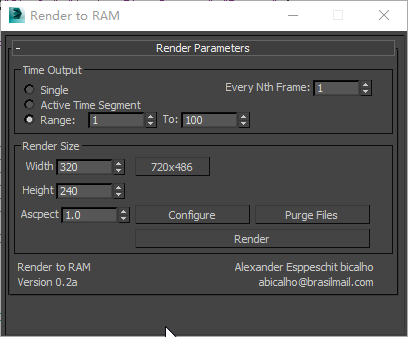 Render to RAM
- Render Parameters
Time Output
Single
Every Nth Frame: 1
Active Time Segment
Range: 1 To: 100
Render Size
Width 320 720x486
Height 240
Ascpect 1.0 Configure Purge Files
Render
Render to RAM Alexander Esppeschit bicalho
Version 0.2a abicalho@brasilmail.com